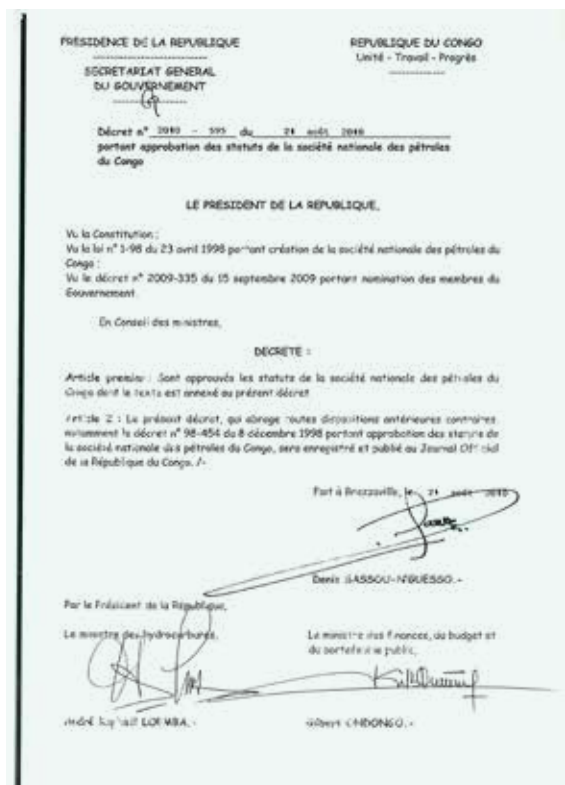 PRESIDENCE DE LA REPUBLIQUE
SECRETARIAT GENERAL
DU GOUVERNEMENT
REPUBLIQUE DU CONGO
Unité - Travail - Progrès
Décret n° 2010 - 595 du 21 août 2010
portant approbation des statuts de la société nationale des pétroles
du Congo
LE PRESIDENT DE LA REPUBLIQUE,
Vu la Constitution ;
Vu la loi n° 1-98 du 23 avril 1998 portant création de la société nationale des pétroles du
Congo ;
Vu le décret n° 2009-335 du 15 septembre 2009 portant nomination des membres du
Gouvernement.
En Conseil des ministres,
DECRETE :
Article premier : Sont approuvés les statuts de la société nationale des pétroles du
Congo dont le texte est annexé au présent décret
Article 2 : Le présent décret, qui abroge toutes dispositions antérieures contraires,
notamment le décret n° 98-454 du 8 décembre 1998 portant approbation des statuts de
la société nationale des pétroles du Congo, sera enregistré et publié au Journal Officiel
de la République du Congo. /-
Fait à Brazzaville, le 21 août 2010
Denis SASSOU-N'GUESSO.-
Par le Président de la République,
Le ministre des hydrocarbures,
Le ministre des finances, du budget et
du portefeuille public,
André Raphaël LOEMBA.-
Gilbert ONDONGO.-